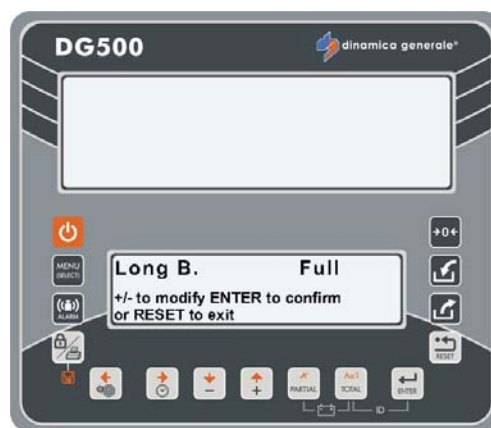 DG500
dinamica generale®
→0←
MENU
(SELECT)
Long B. Full
+/- to modify ENTER to confirm
or RESET to exit
ALARM
RESET
- + PARTIAL TOTAL ENTER
ID